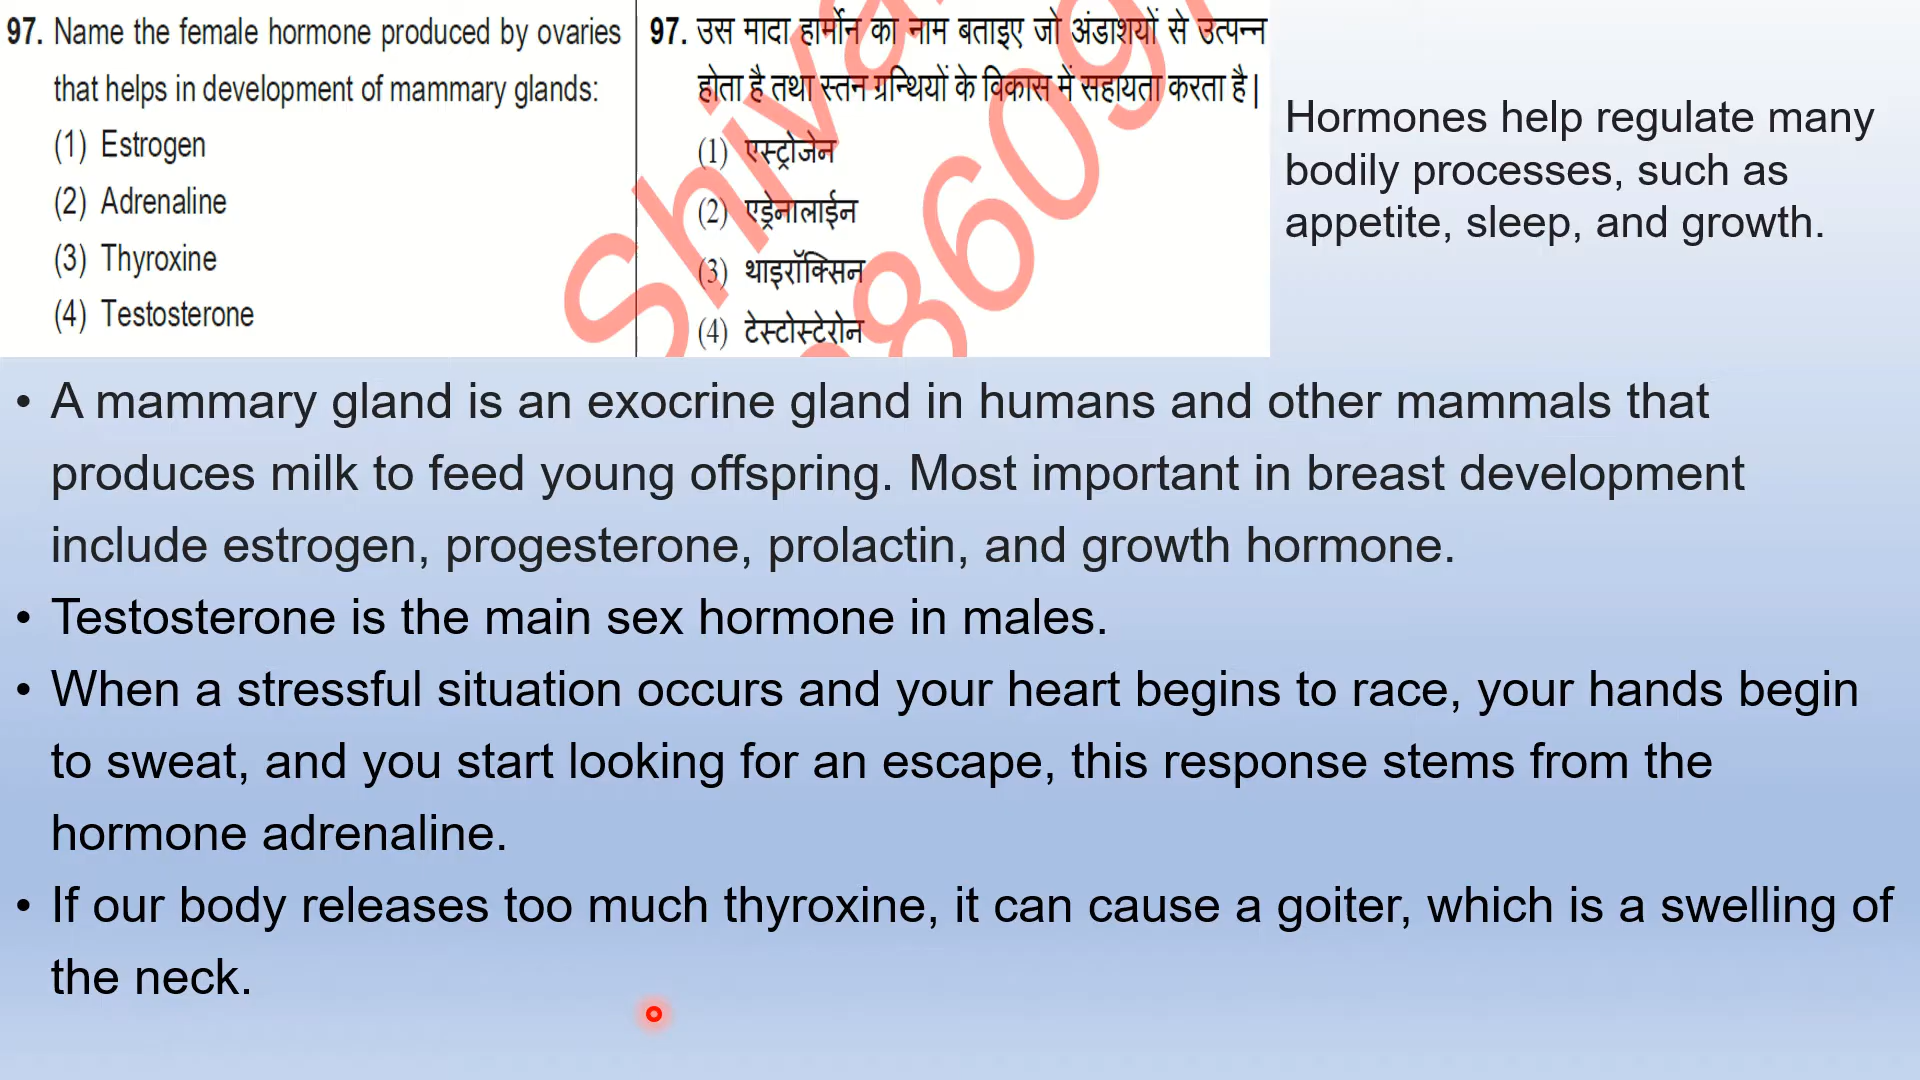 97. Name the female hormone produced by ovaries
that helps in development of mammary glands:
(1) Estrogen
(2) Adrenaline
(3) Thyroxine
(4) Testosterone
97. उस मादा हार्मोन का नाम बताइए जो अंडाशयों से उत्पन्न
होता है तथा स्तन ग्रन्थियों के विकास में सहायता करता है|
(1) एस्ट्रोजेन
(2) एड्रेनालाईन
(3) थाइरॉक्सिन
(4) टेस्टोस्टेरोन
Hormones help regulate many
bodily processes, such as
appetite, sleep, and growth.
• A mammary gland is an exocrine gland in humans and other mammals that
produces milk to feed young offspring. Most important in breast development
include estrogen, progesterone, prolactin, and growth hormone.
• Testosterone is the main sex hormone in males.
• When a stressful situation occurs and your heart begins to race, your hands begin
to sweat, and you start looking for an escape, this response stems from the
hormone adrenaline.
• If our body releases too much thyroxine, it can cause a goiter, which is a swelling of
the neck.